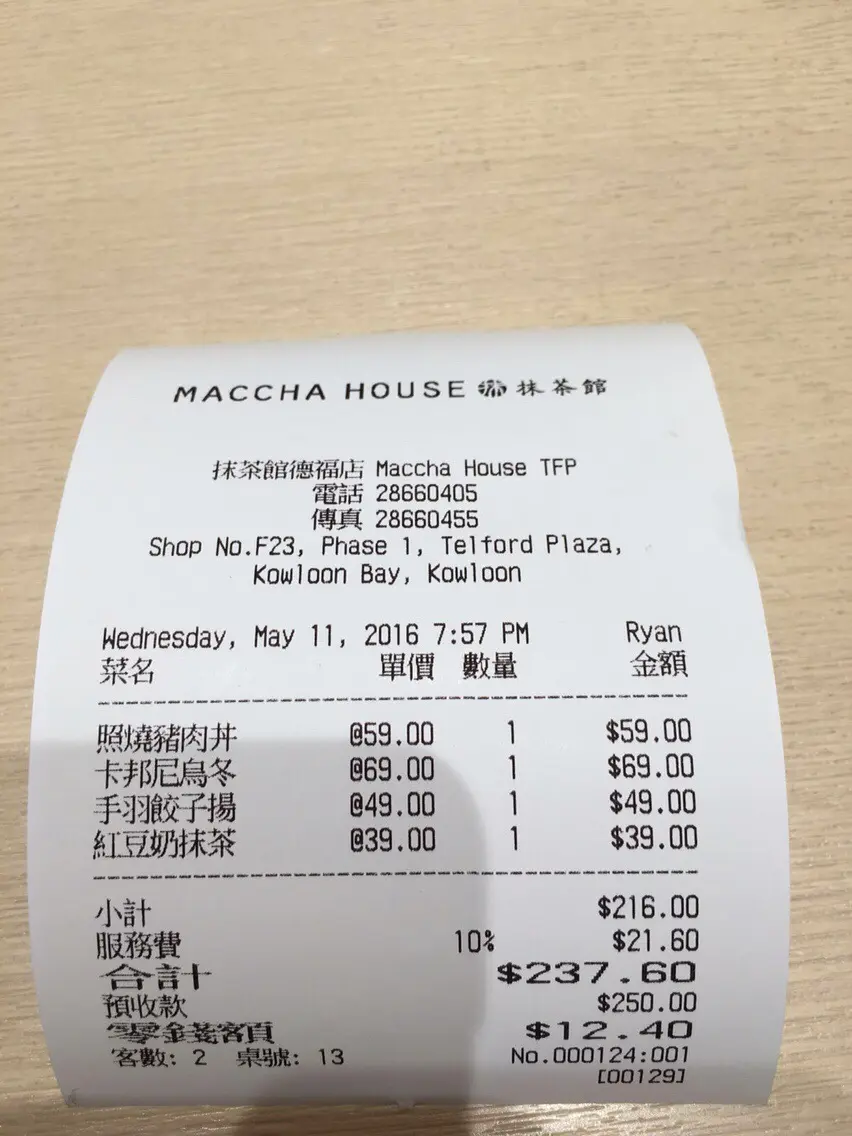 MACCHA HOUSE 抹茶館
抹茶館德福店 Maccha House TFP
電話 28660405
傳真 28660455
Shop No.F23, Phase 1, Telford Plaza,
Kowloon Bay, Kowloon
Wednesday, May 11, 2016 7:57 PM Ryan
菜名 單價 數量 金額
照燒豬肉丼 @59.00 1 $59.00
卡邦尼烏冬 @69.00 1 $69.00
手羽餃子揚 @49.00 1 $49.00
紅豆奶抹茶 @39.00 1 $39.00
小計 $216.00
服務費 10% $21.60
合計 $237.60
預收款 $250.00
零錢額 $12.40
客數: 2 桌號: 13 No.000124:001
[00129]